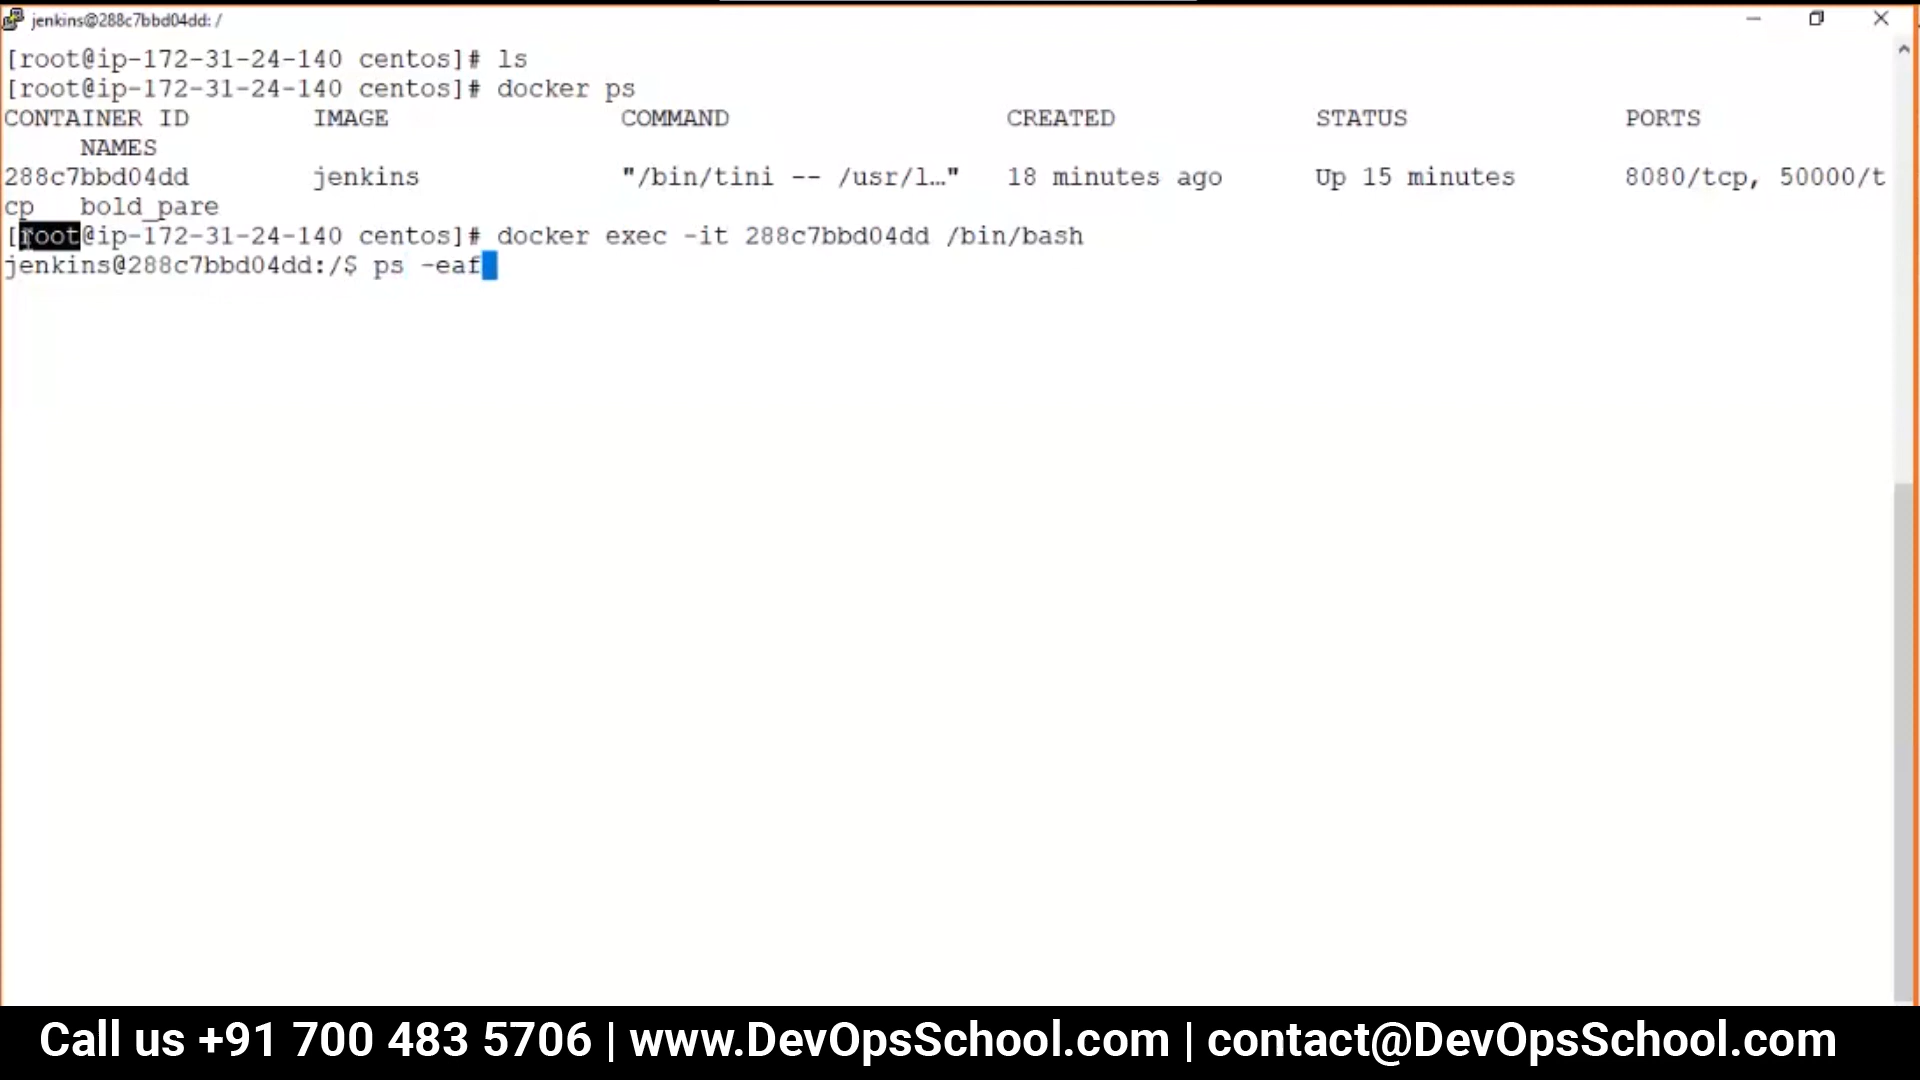 jenkins@288c7bbd04dd: /
[root@ip-172-31-24-140 centos]# ls
[root@ip-172-31-24-140 centos]# docker ps
CONTAINER ID IMAGE COMMAND CREATED STATUS PORTS
NAMES
288c7bbd04dd jenkins "/bin/tini -- /usr/l…" 18 minutes ago Up 15 minutes 8080/tcp, 50000/t
cp bold_pare
[root@ip-172-31-24-140 centos]# docker exec -it 288c7bbd04dd /bin/bash
jenkins@288c7bbd04dd:/$ ps -eaf
Call us +91 700 483 5706 | www.DevOpsSchool.com | contact@DevOpsSchool.com